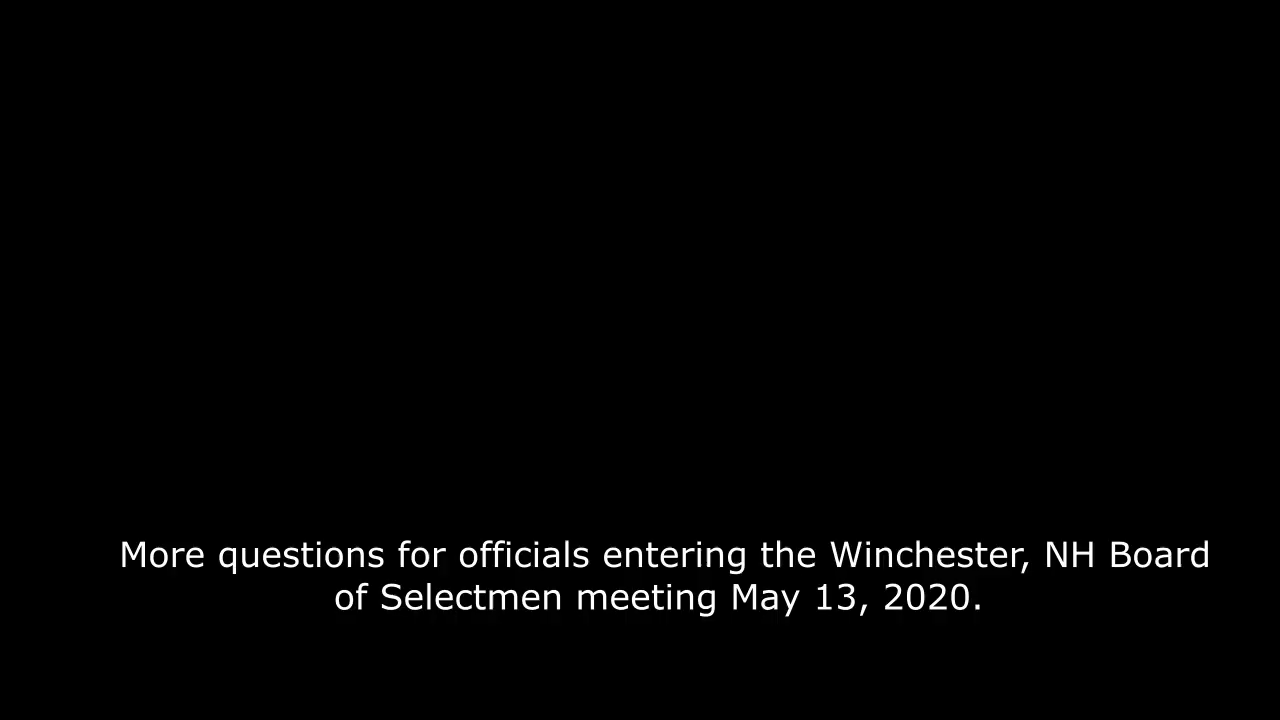 More questions for officials entering the Winchester, NH Board
of Selectmen meeting May 13, 2020.